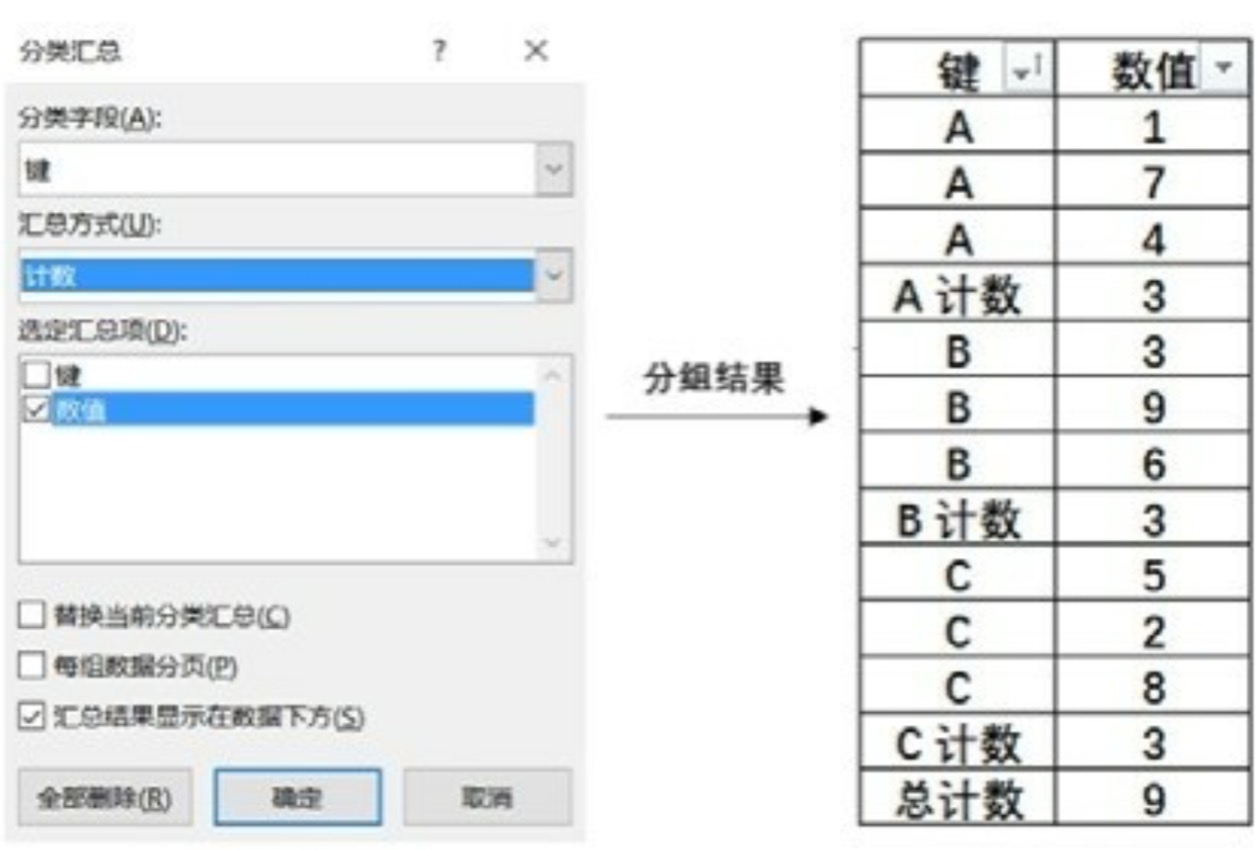 分类汇总
分类字段(A):
键
汇总方式(U):
计数
选定汇总项(D):
键
数值
替换当前分类汇总(C)
每组数据分页(P)
汇总结果显示在数据下方(S)
全部删除(R) 确定 取消
分组结果
键 数值
A 1
A 7
A 4
A 计数 3
B 3
B 9
B 6
B 计数 3
C 5
C 2
C 8
C 计数 3
总计数 9